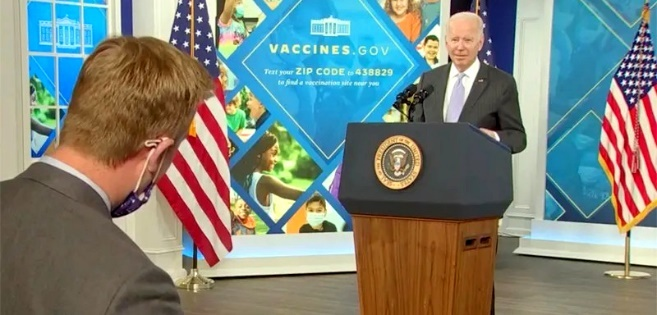 VACCINES.GOV
Text your ZIP CODE to 438829
to find a vaccination site near you